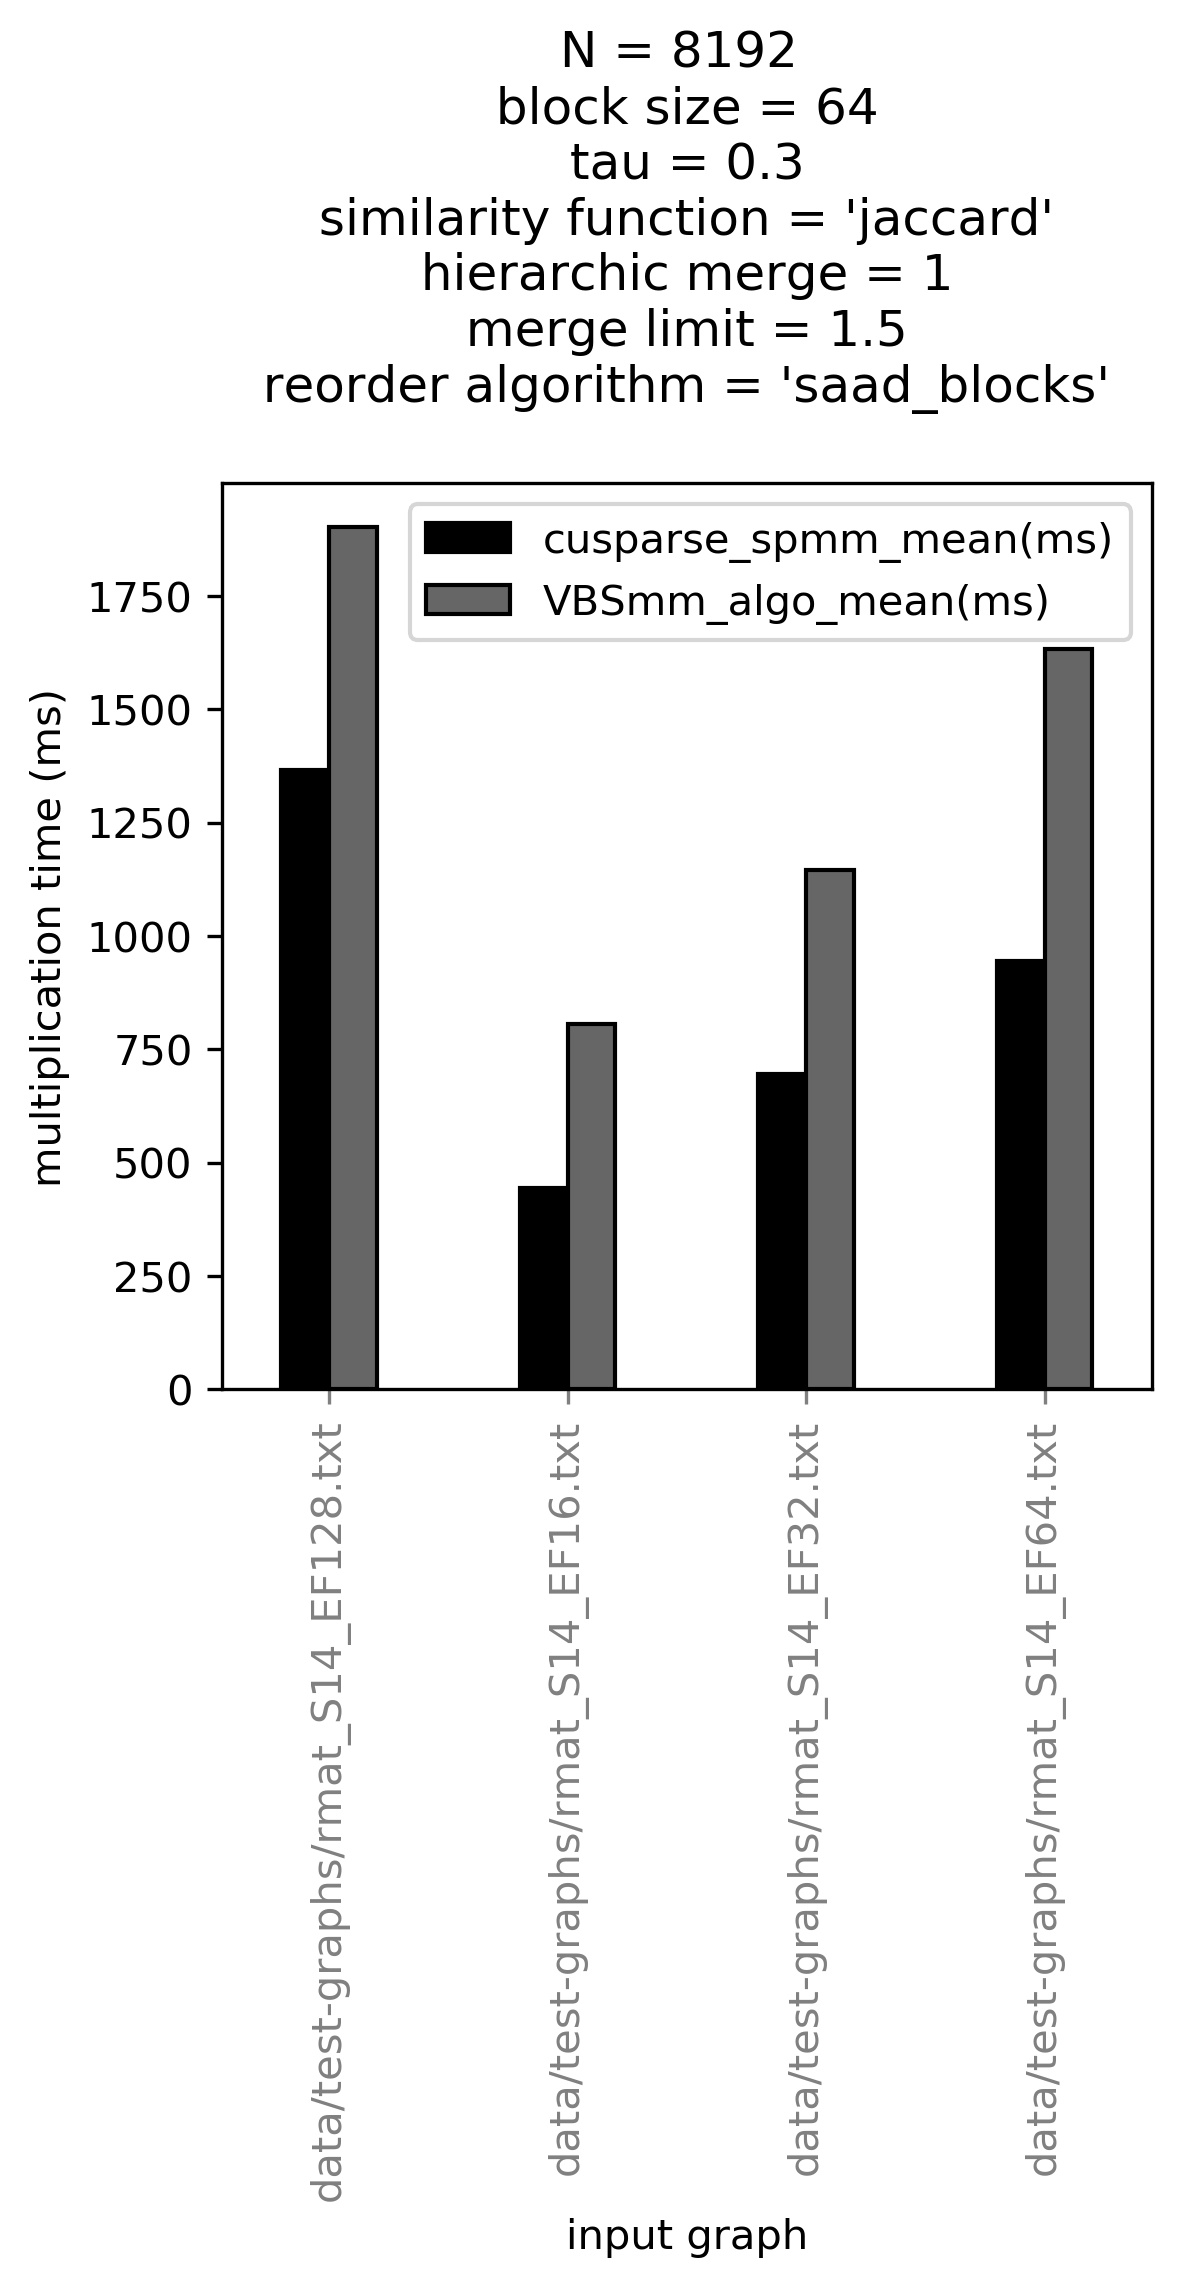 N = 8192
block size = 64
tau = 0.3
similarity function = 'jaccard'
hierarchic merge = 1
merge limit = 1.5
reorder algorithm = 'saad_blocks'
cusparse_spmm_mean(ms)
VBSmm_algo_mean(ms)
multiplication time (ms)
1750
1500
1250
1000
750
500
250
0
data/test-graphs/rmat_S14_EF128.txt
data/test-graphs/rmat_S14_EF16.txt
data/test-graphs/rmat_S14_EF32.txt
data/test-graphs/rmat_S14_EF64.txt
input graph